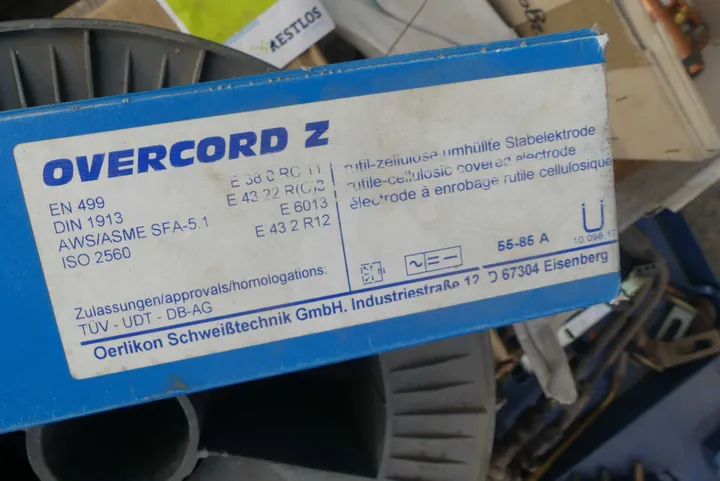 RESTLOS
OVERCORD Z
EN 499 E 38 0 RC 11
DIN 1913 E 43 22 R(C)3
AWS/ASME SFA-5.1 E 6013
ISO 2560 E 43 2 R12
rutil-zellulose umhüllte Stabelektrode
rutile-cellulosic covered electrode
électrode à enrobage rutile cellulosique
Zulassungen/approvals/homologations:
TÜV - UDT - DB-AG
55-85 A
Ü
10.098.17
Oerlikon Schweißtechnik GmbH. Industriestraße 12 D 67304 Eisenberg